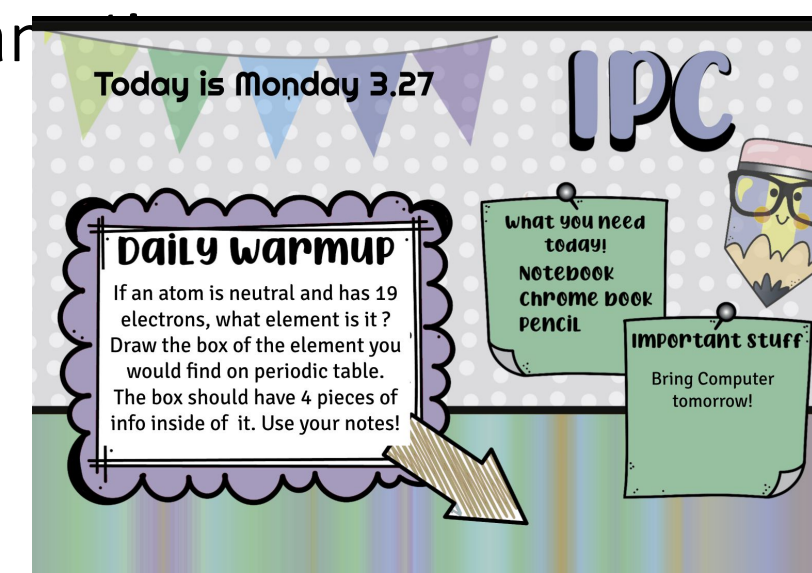 Today is Monday 3.27
IPC
Daily Warmup
If an atom is neutral and has 19
electrons, what element is it ?
Draw the box of the element you
would find on periodic table.
The box should have 4 pieces of
info inside of it. Use your notes!
What you need
today!
Notebook
Chrome book
Pencil
Important stuff
Bring Computer
tomorrow!